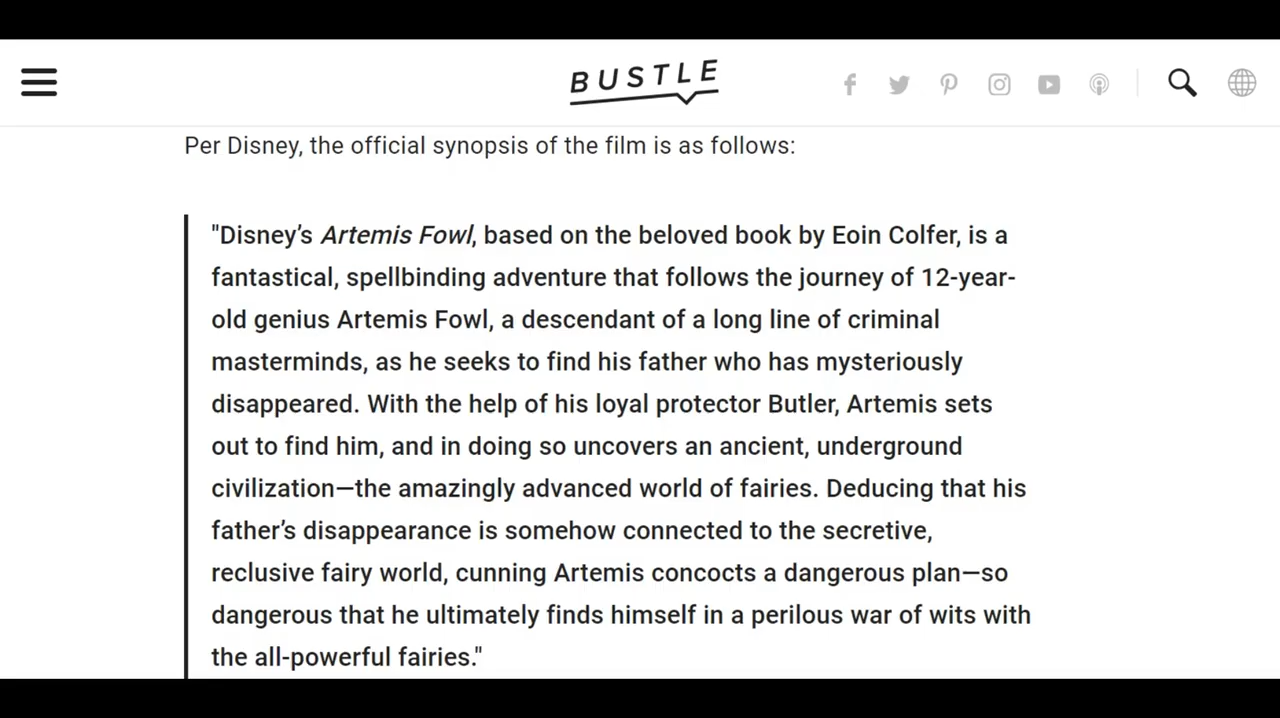 BUSTLE
Per Disney, the official synopsis of the film is as follows:
"Disney’s Artemis Fowl, based on the beloved book by Eoin Colfer, is a
fantastical, spellbinding adventure that follows the journey of 12-year-
old genius Artemis Fowl, a descendant of a long line of criminal
masterminds, as he seeks to find his father who has mysteriously
disappeared. With the help of his loyal protector Butler, Artemis sets
out to find him, and in doing so uncovers an ancient, underground
civilization—the amazingly advanced world of fairies. Deducing that his
father’s disappearance is somehow connected to the secretive,
reclusive fairy world, cunning Artemis concocts a dangerous plan—so
dangerous that he ultimately finds himself in a perilous war of wits with
the all-powerful fairies."